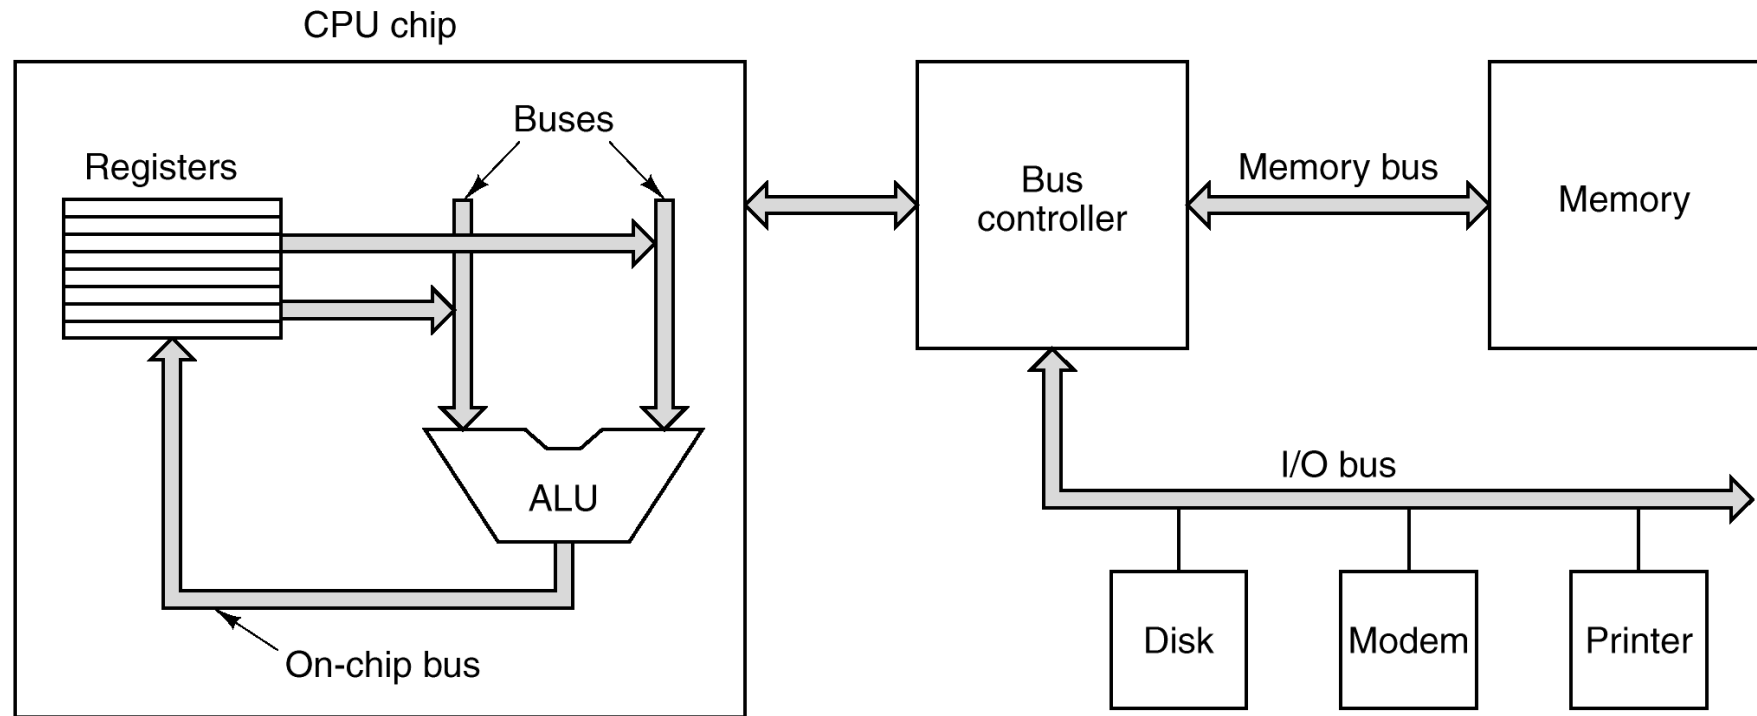 CPU chip
Buses
Registers
ALU
On-chip bus
Bus
controller
Memory bus
Memory
I/O bus
Disk
Modem
Printer